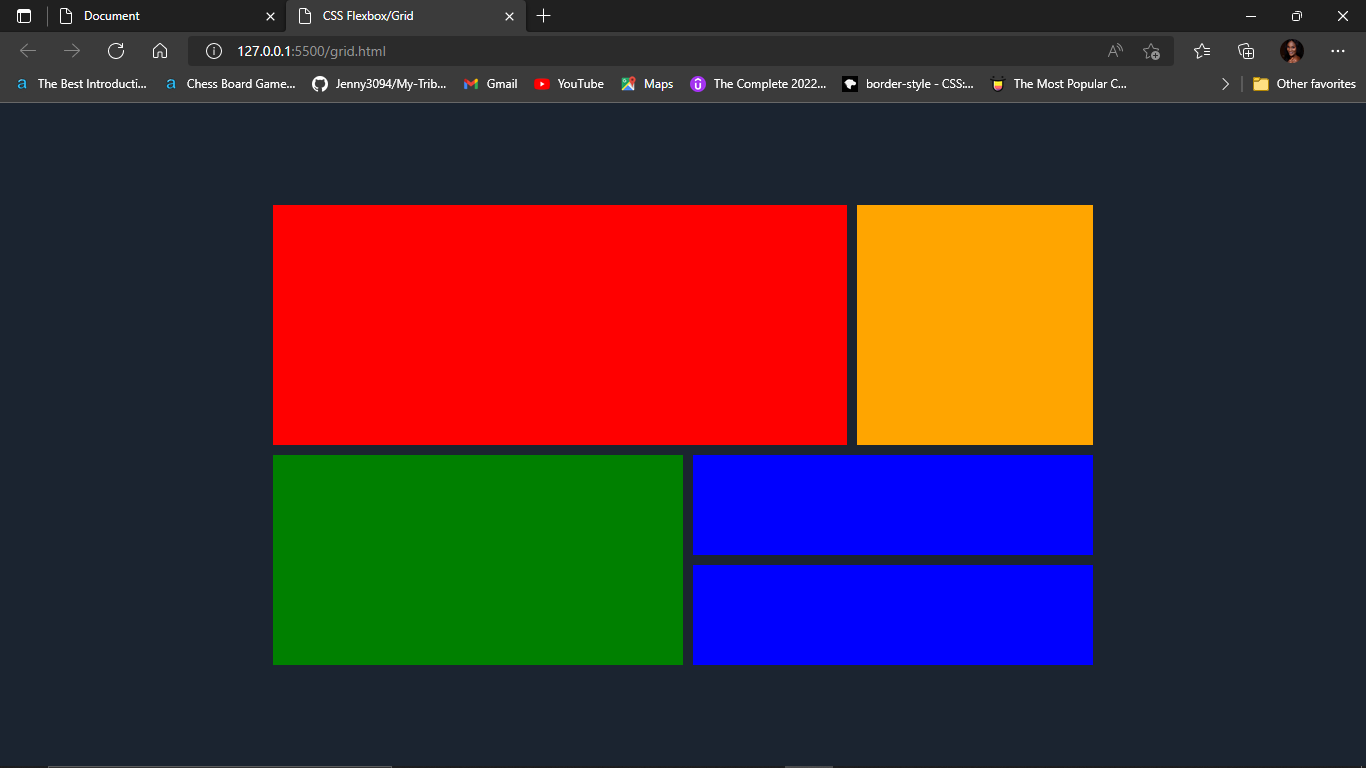 Document
CSS Flexbox/Grid
127.0.0.1:5500/grid.html
The Best Introducti...
Chess Board Game...
Jenny3094/My-Trib...
Gmail
YouTube
Maps
The Complete 2022...
border-style - CSS:...
The Most Popular C...
Other favorites